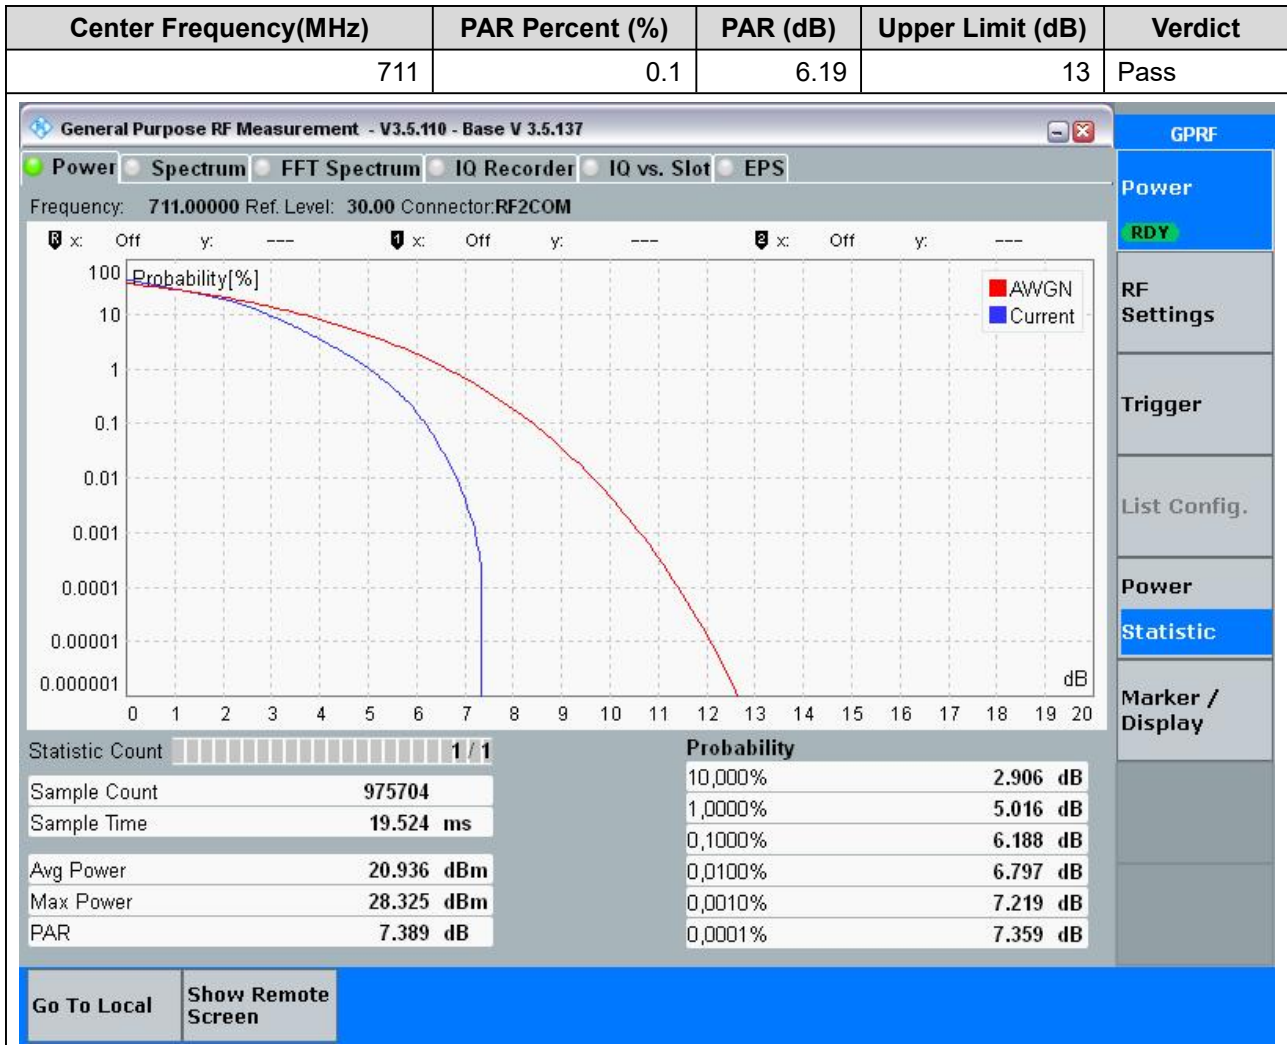 Center Frequency(MHz) PAR Percent (%) PAR (dB) Upper Limit (dB) Verdict
711 0.1 6.19 13 Pass
General Purpose RF Measurement - V3.5.110 - Base V 3.5.137
GPRF
Power Spectrum FFT Spectrum IQ Recorder IQ vs. Slot EPS
Power
RDY
Frequency: 711.00000 Ref. Level: 30.00 Connector:RF2COM
R x: Off y: --- 1 x: Off y: --- 2 x: Off y: ---
Probability[%]
AWGN
Current
100
10
1
0.1
0.01
0.001
0.0001
0.00001
0.000001
dB
0 1 2 3 4 5 6 7 8 9 10 11 12 13 14 15 16 17 18 19 20
RF
Settings
Trigger
List Config.
Power
Statistic
Marker /
Display
Statistic Count 1 / 1
Sample Count 975704
Sample Time 19.524 ms
Avg Power 20.936 dBm
Max Power 28.325 dBm
PAR 7.389 dB
Probability
10,000% 2.906 dB
1,0000% 5.016 dB
0,1000% 6.188 dB
0,0100% 6.797 dB
0,0010% 7.219 dB
0,0001% 7.359 dB
Go To Local
Show Remote
Screen